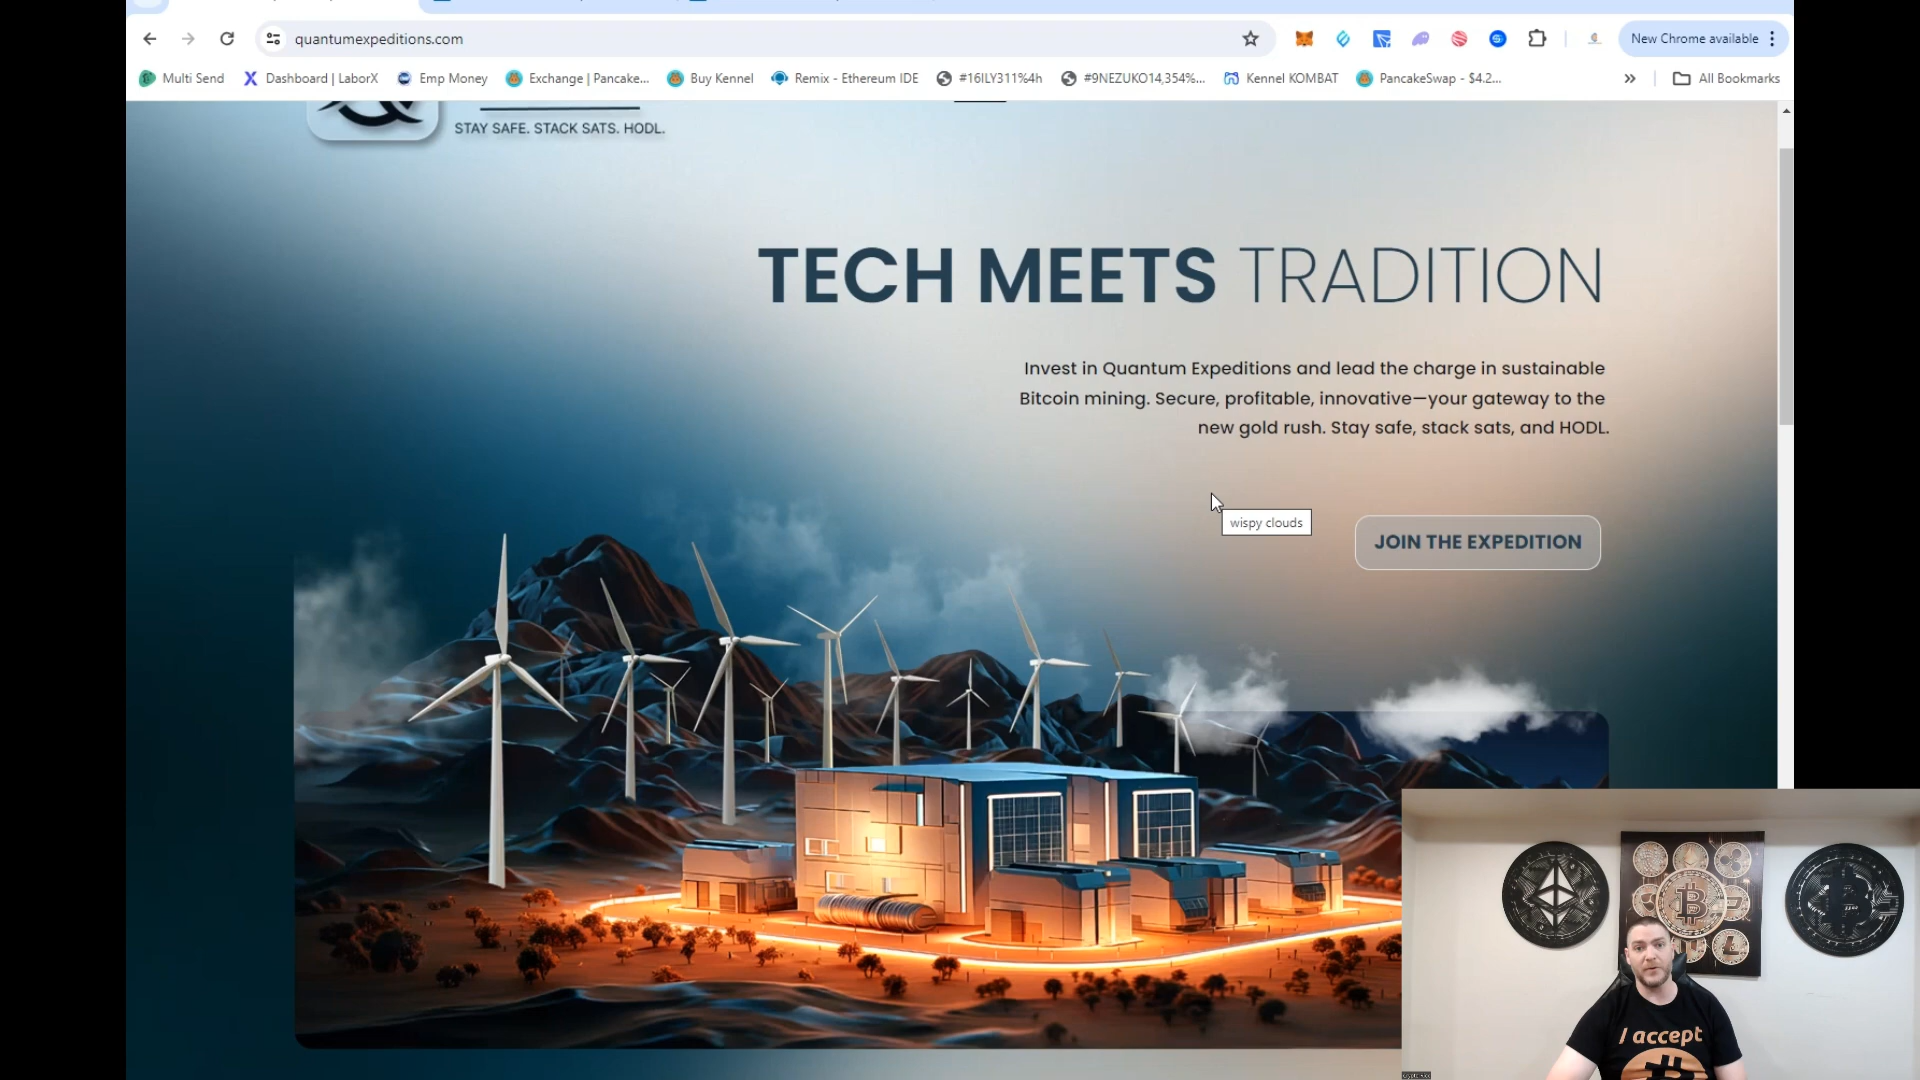 quantumexpeditions.com
New Chrome available
Multi Send
Dashboard | LaborX
Emp Money
Exchange | Pancake...
Buy Kennel
Remix - Ethereum IDE
#16ILY311%4h
#9NEZUKO14,354%...
Kennel KOMBAT
PancakeSwap - $4.2...
All Bookmarks
STAY SAFE. STACK SATS. HODL.
TECH MEETS TRADITION
Invest in Quantum Expeditions and lead the charge in sustainable
Bitcoin mining. Secure, profitable, innovative—your gateway to the
new gold rush. Stay safe, stack sats, and HODL.
wispy clouds
JOIN THE EXPEDITION
I accept